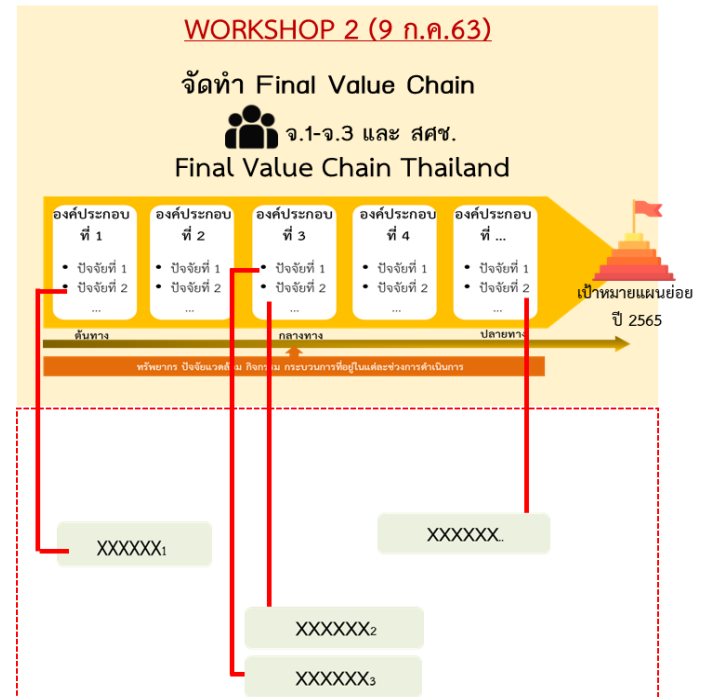 WORKSHOP 2 (9 ก.ค.63)
จัดทำ Final Value Chain
จ.1-จ.3 และ สศช.
Final Value Chain Thailand
องค์ประกอบ
ที่ 1
• ปัจจัยที่ 1
• ปัจจัยที่ 2
...
องค์ประกอบ
ที่ 2
• ปัจจัยที่ 1
• ปัจจัยที่ 2
...
องค์ประกอบ
ที่ 3
• ปัจจัยที่ 1
• ปัจจัยที่ 2
...
องค์ประกอบ
ที่ 4
• ปัจจัยที่ 1
• ปัจจัยที่ 2
...
องค์ประกอบ
ที่ ...
• ปัจจัยที่ 1
• ปัจจัยที่ 2
...
เป้าหมายแผนย่อย
ปี 2565
ต้นทาง
กลางทาง
ปลายทาง
ทรัพยากร ปัจจัยแวดล้อม กิจกรรม กระบวนการที่อยู่ในแต่ละช่วงการดำเนินการ
XXXXXX1
XXXXXX..
XXXXXX2
XXXXXX3